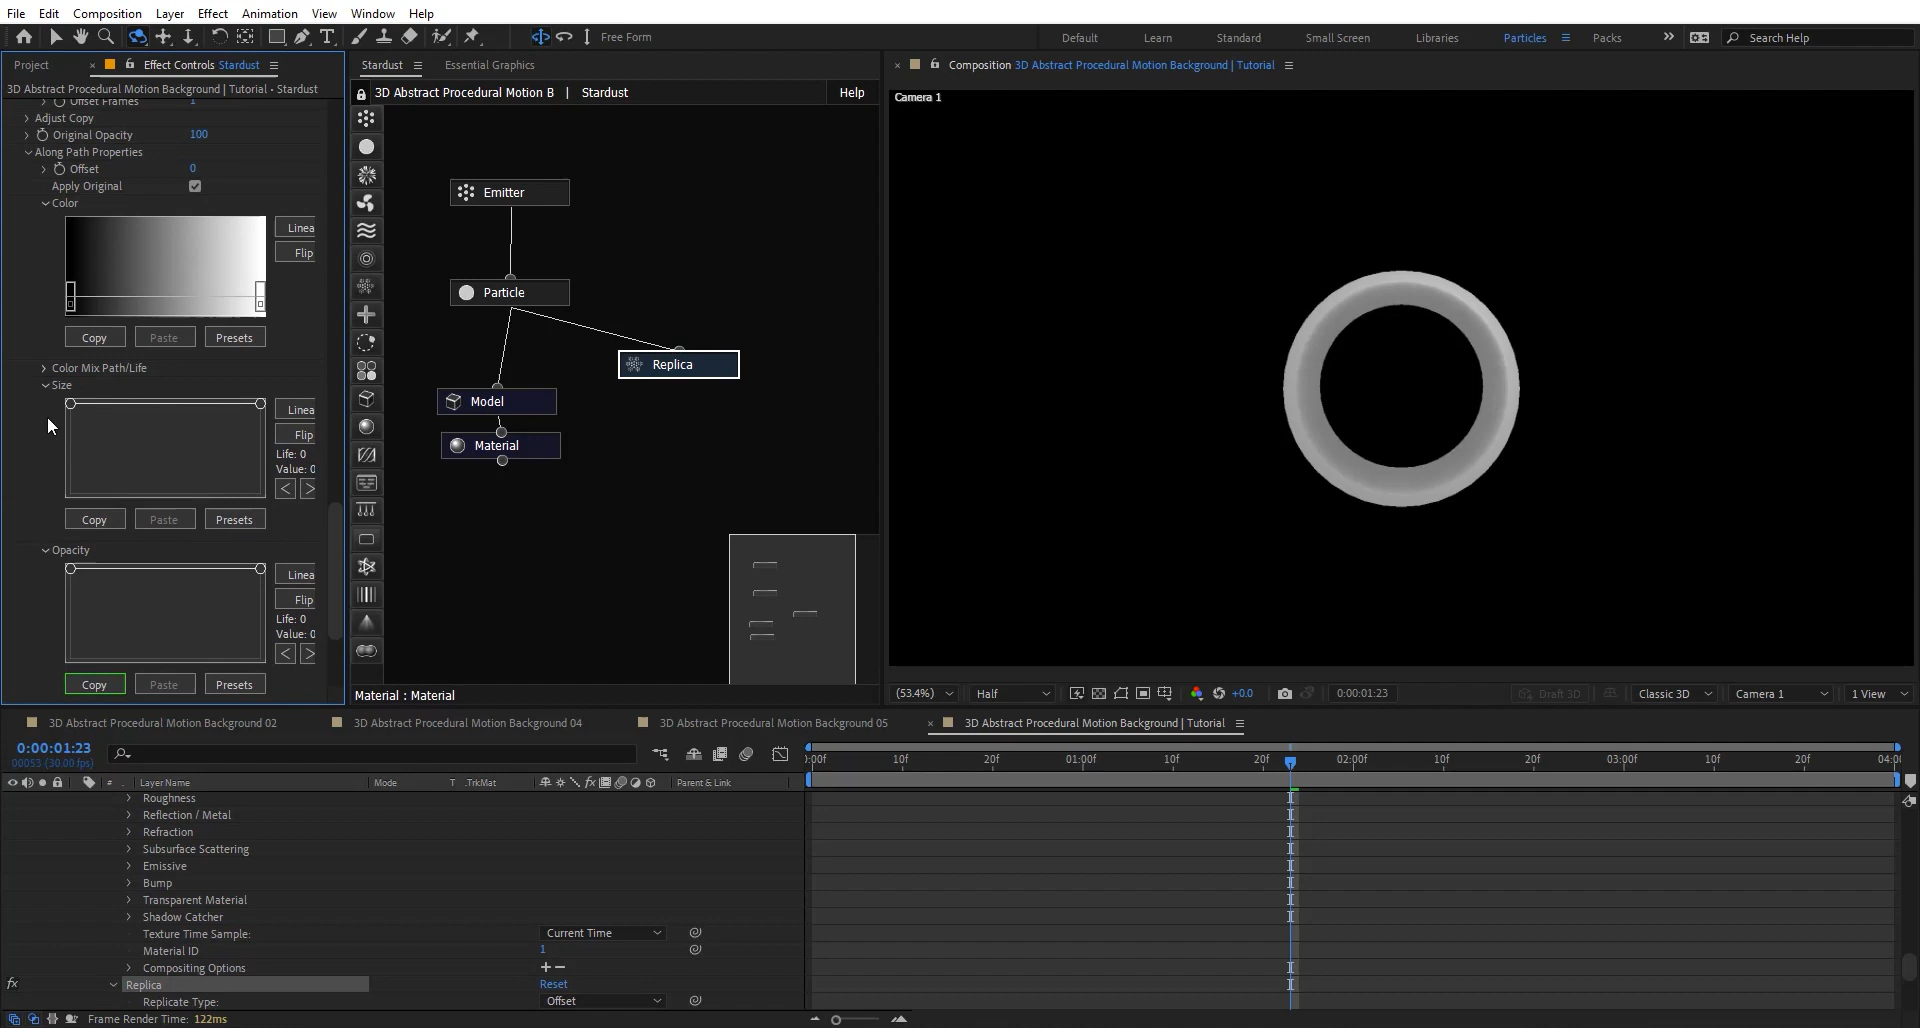 File Edit Composition Layer Effect Animation View Window Help
Free Form
Default Learn Standard Small Screen Libraries Particles Packs Search Help
Project Effect Controls Stardust
3D Abstract Procedural Motion Background | Tutorial • Stardust
Offset Frames 1
Adjust Copy
Original Opacity 100
Along Path Properties
Offset 0
Apply Original
Color
Linea
Flip
Copy Paste Presets
Color Mix Path/Life
Size
Linea
Flip
Life: 0
Value: 0
< >
Copy Paste Presets
Opacity
Linea
Flip
Life: 0
Value: 0
< >
Copy Paste Presets
Stardust Essential Graphics
3D Abstract Procedural Motion B | Stardust Help
Emitter
Particle
Replica
Model
Material
Material : Material
Composition 3D Abstract Procedural Motion Background | Tutorial
Camera 1
(53.4%) Half +0.0 0:00:01:23 Draft 3D Classic 3D Camera 1 1 View
3D Abstract Procedural Motion Background 02 3D Abstract Procedural Motion Background 04 3D Abstract Procedural Motion Background 05 3D Abstract Procedural Motion Background | Tutorial
0:00:01:23
00053 (30.00 fps)
):00f 10f 20f 01:00f 10f 20f 02:00f 10f 20f 03:00f 10f 20f 04:00
# Layer Name Mode T .TrkMat fx Parent & Link
Roughness
Reflection / Metal
Refraction
Subsurface Scattering
Emissive
Bump
Transparent Material
Shadow Catcher
Texture Time Sample: Current Time
Material ID 1
Compositing Options + −
fx Replica Reset
Replicate Type: Offset
Frame Render Time: 122ms